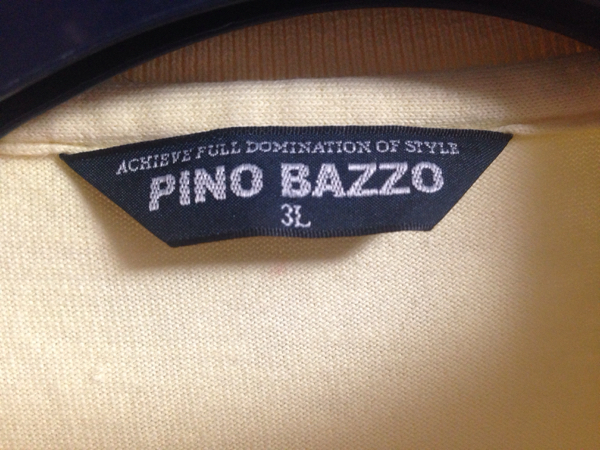 ACHIEVE FULL DOMINATION OF STYLE
PINO BAZZO
3L